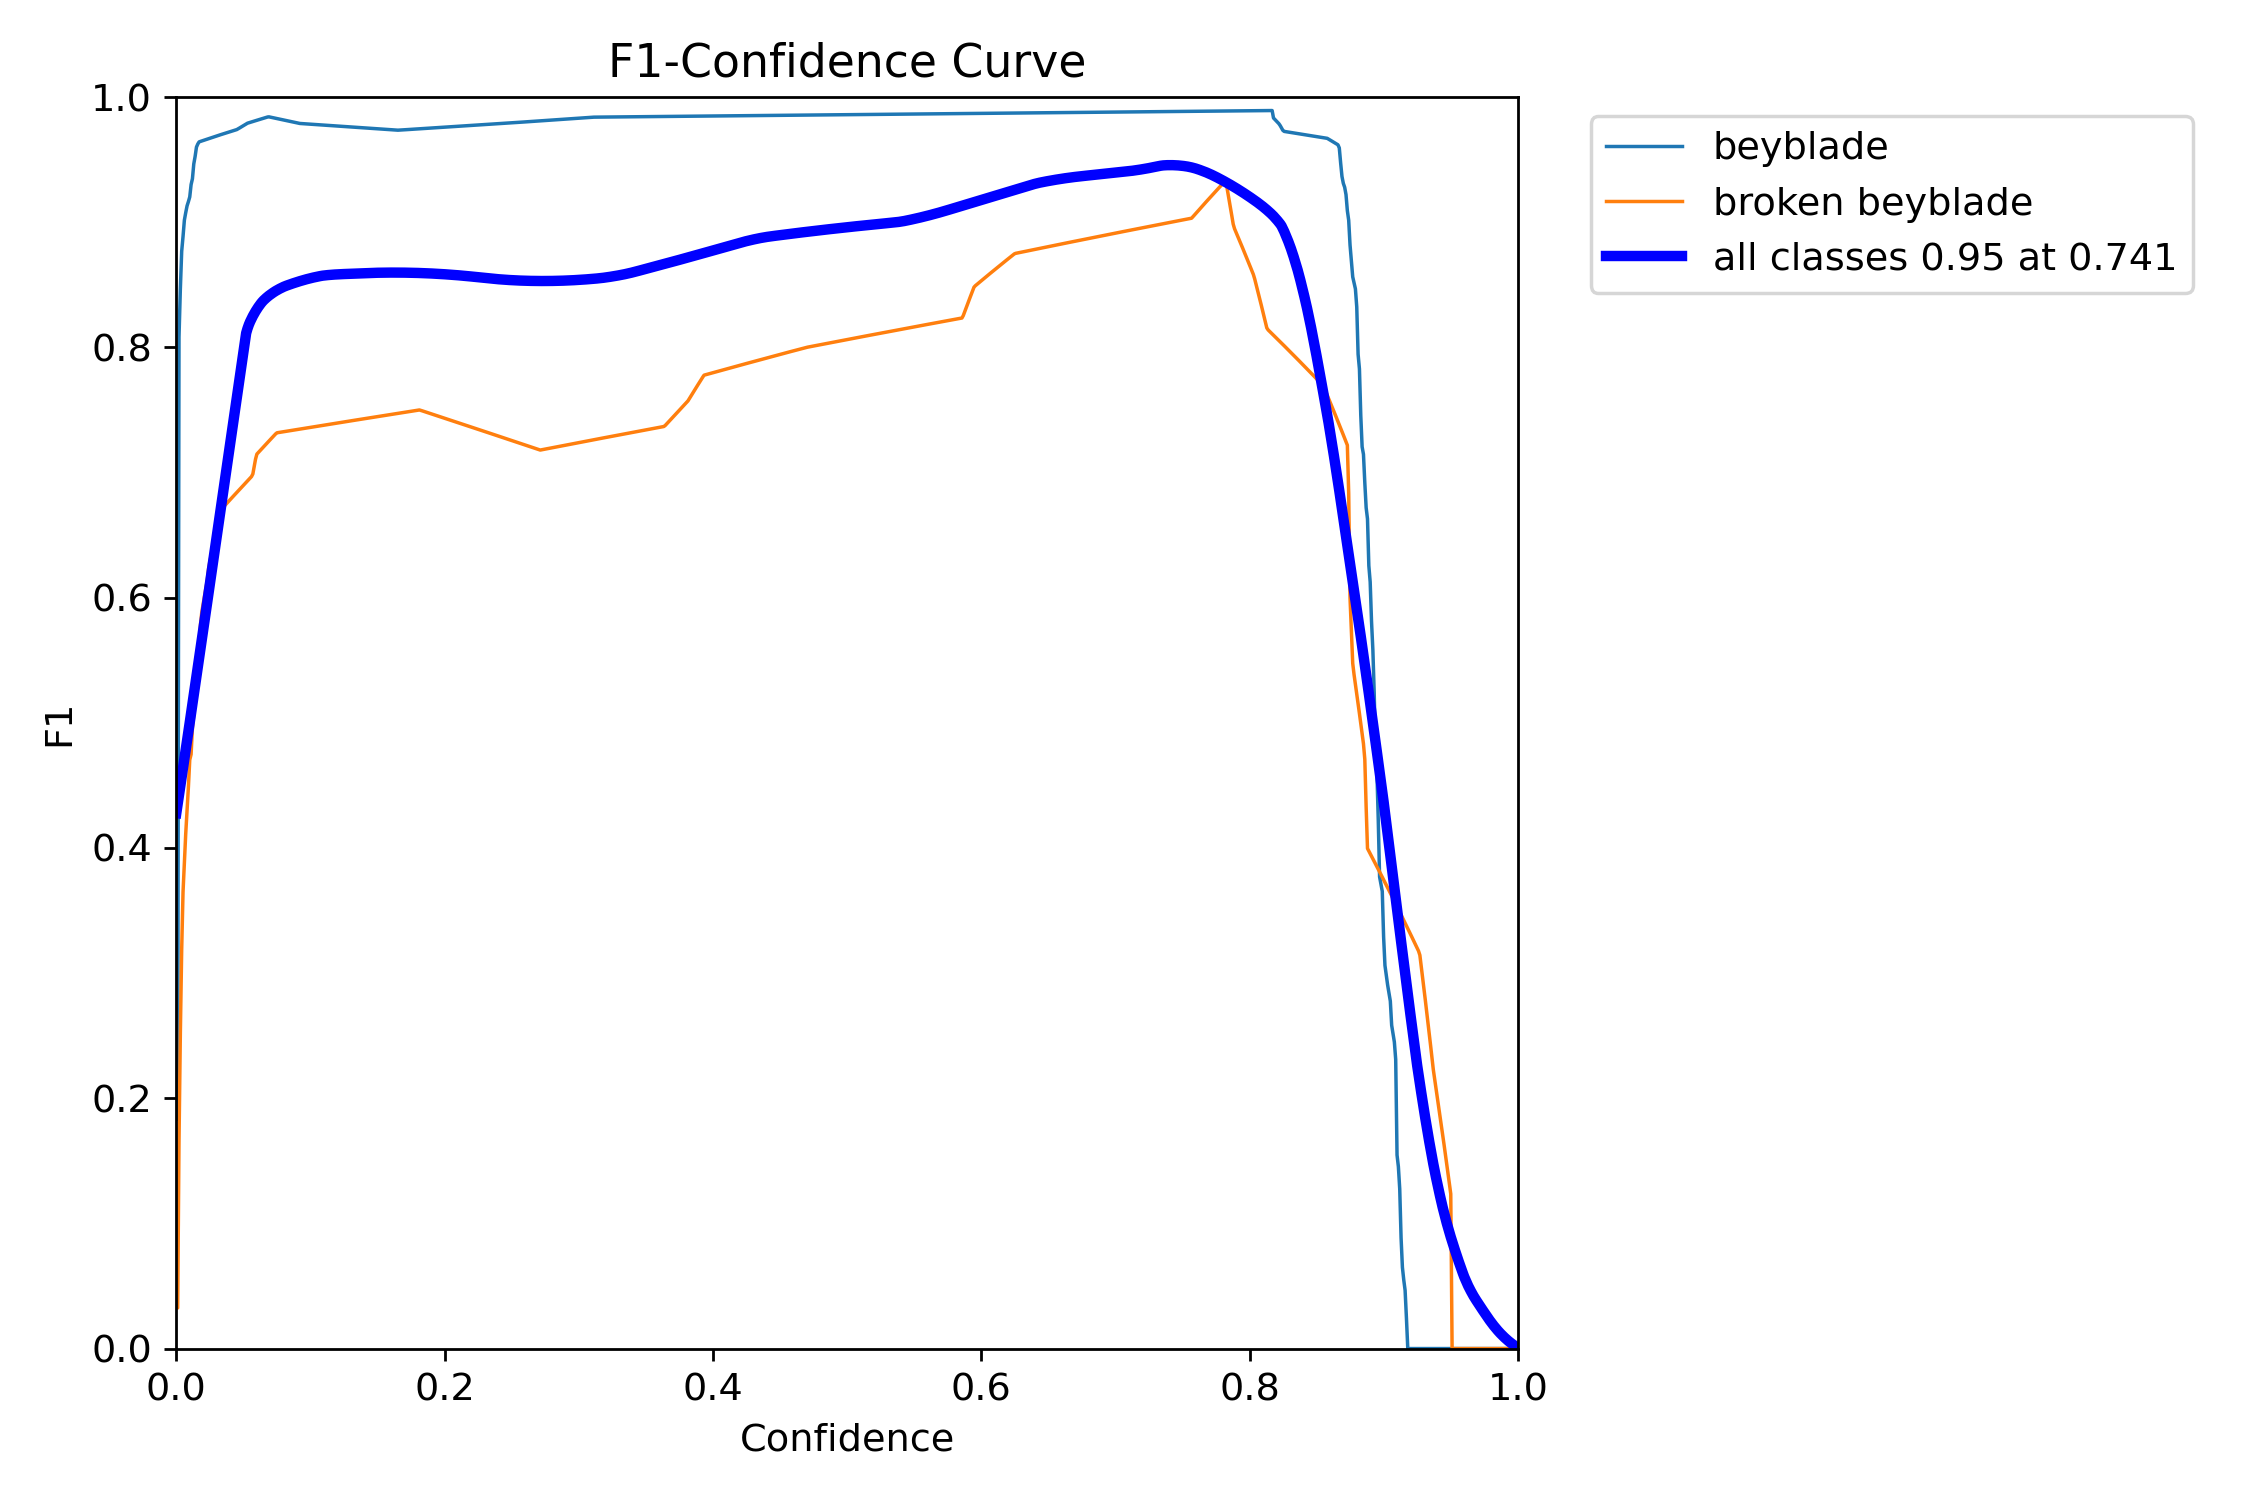 F1-Confidence Curve
1.0
0.8
0.6
0.4
0.2
0.0
F1
0.0 0.2 0.4 0.6 0.8 1.0
Confidence
beyblade
broken beyblade
all classes 0.95 at 0.741